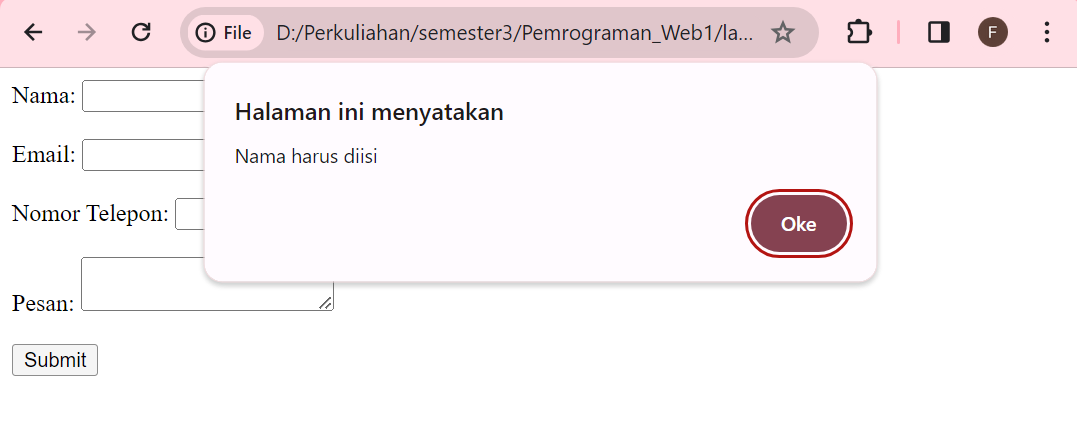 File D:/Perkuliahan/semester3/Pemrograman_Web1/la... F
Halaman ini menyatakan
Nama harus diisi
Oke
Nama:
Email:
Nomor Telepon:
Pesan:
Submit